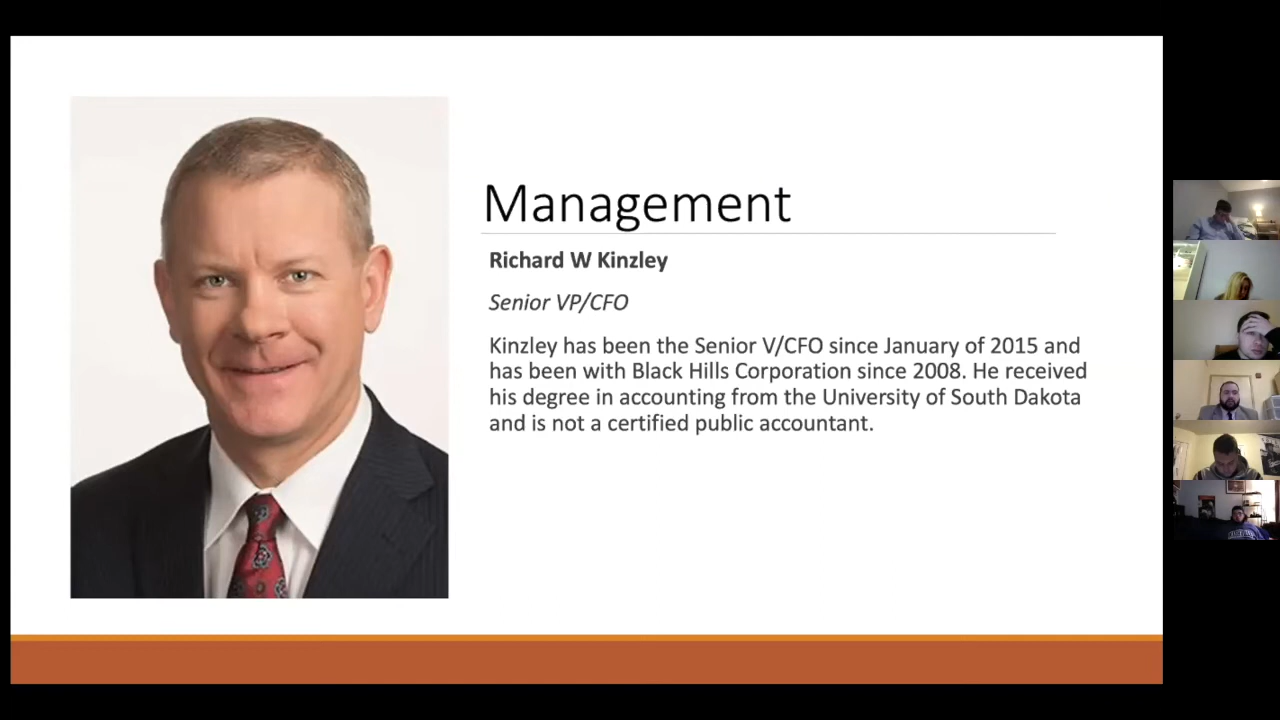 Management
Richard W Kinzley
Senior VP/CFO
Kinzley has been the Senior V/CFO since January of 2015 and
has been with Black Hills Corporation since 2008. He received
his degree in accounting from the University of South Dakota
and is not a certified public accountant.